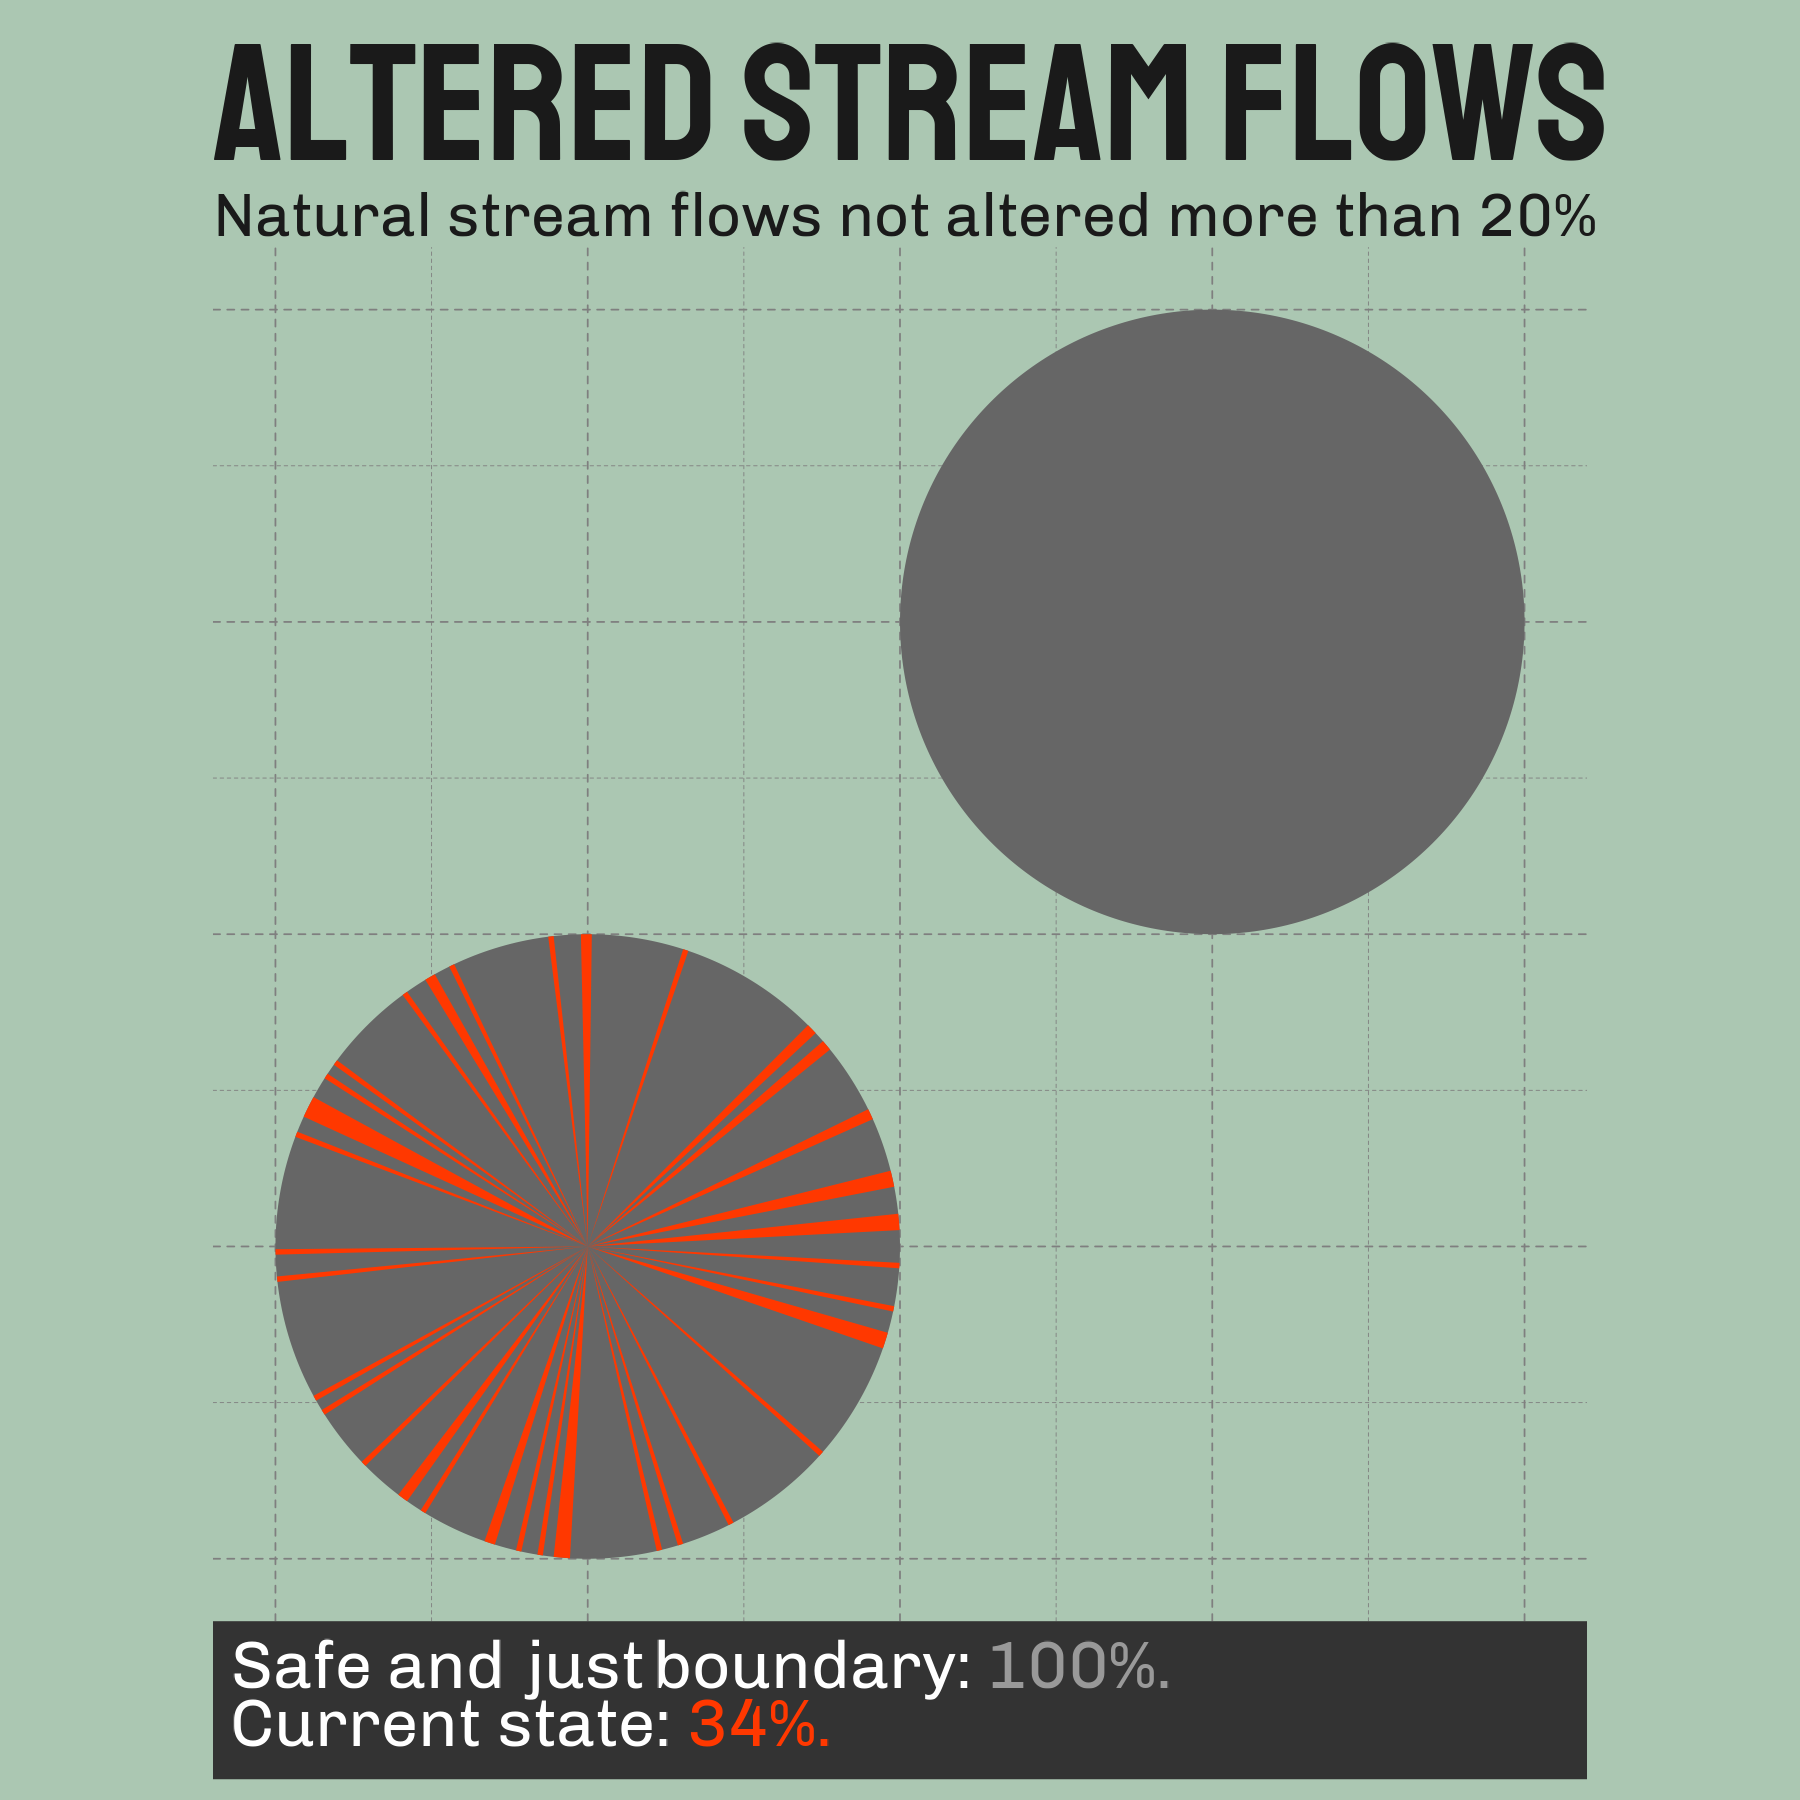 ALTERED STREAM FLOWS
Natural stream flows not altered more than 20%
Safe and just boundary: 100%.
Current state: 34%.